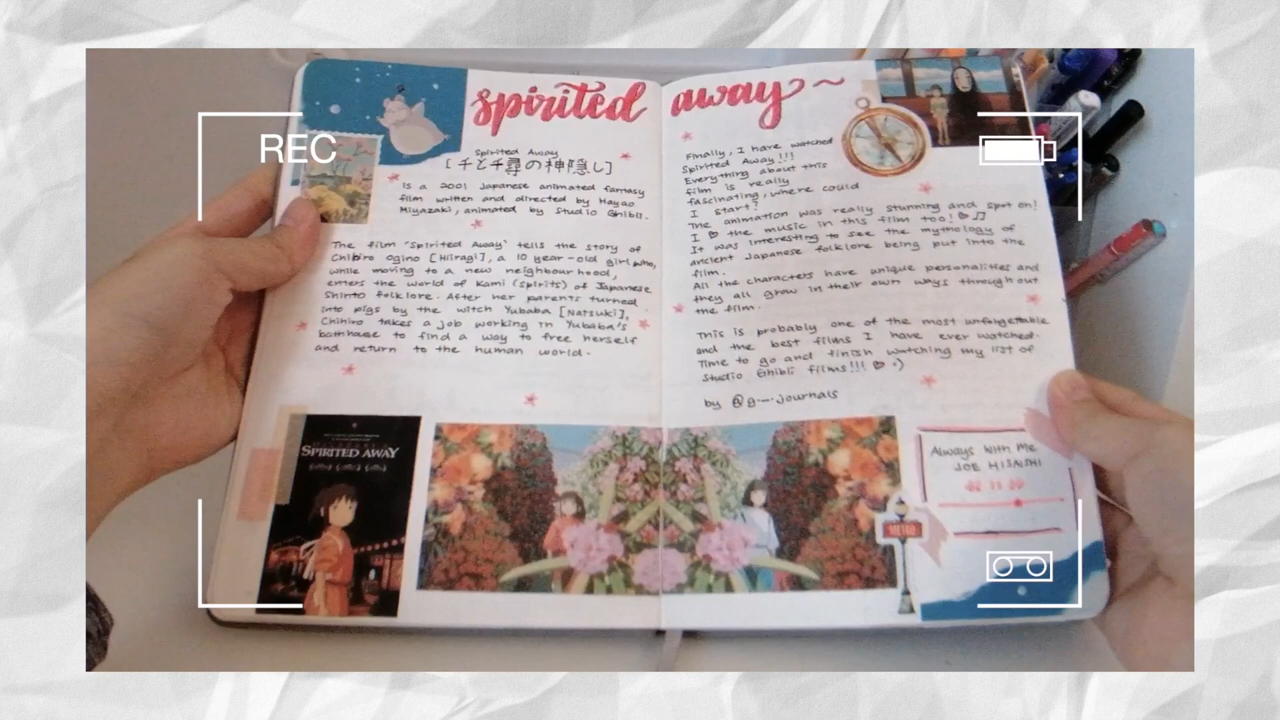 REC
spirited away ~
Spirited Away
[千と千尋の神隠し]
is a 2001 Japanese animated fantasy
film written and directed by Hayao
Miyazaki, animated by Studio Ghibli.
The film 'Spirited Away' tells the story of
Chihiro Ogino [Hiiragi], a 10 year-old girl who,
while moving to a new neighbourhood,
enters the world of Kami (spirits) of Japanese
Shinto folklore. After her parents turned
into pigs by the witch Yubaba [Natsuki],
Chihiro takes a job working in Yubaba's
bathhouse to find a way to free herself
and return to the human world.
SPIRITED AWAY
Finally, I have watched
Spirited Away!!!
Everything about this
film is really
fascinating, where could
I start?
The animation was really stunning and spot on!
I ♡ the music in this film too! ♡ ♫
It was interesting to see the mythology of
ancient Japanese folklore being put into the
film.
All the characters have unique personalities and
they all grow in their own ways throughout
the film.
This is probably one of the most unforgettable
and the best films I have ever watched.
Time to go and finish watching my list of
Studio Ghibli films!!! ♡ :)
by @g.—.journals
Always With Me
JOE HISAISHI
METRO